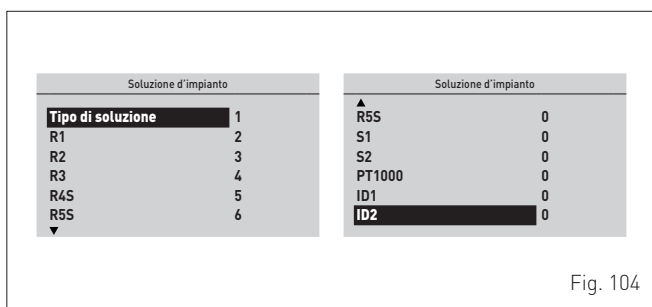 Soluzione d'impianto
Tipo di soluzione 1
R1 2
R2 3
R3 4
R4S 5
R5S 6
▼
Soluzione d'impianto
▲
R5S 0
S1 0
S2 0
PT1000 0
ID1 0
ID2 0
Fig. 104